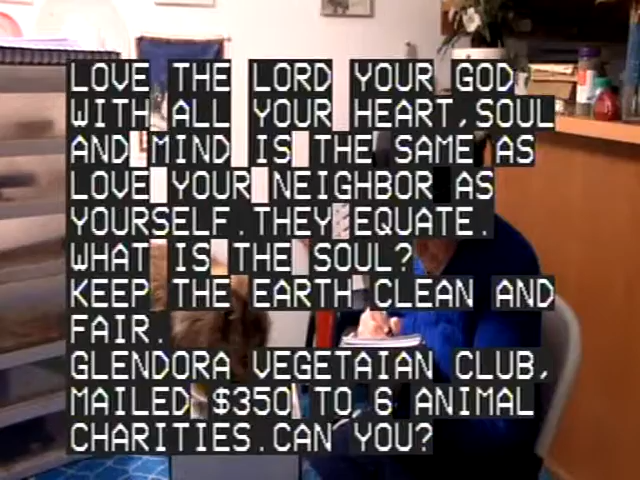 LOVE THE LORD YOUR GOD
WITH ALL YOUR HEART,SOUL
AND MIND IS THE SAME AS
LOVE YOUR NEIGHBOR AS
YOURSELF.THEY EQUATE.
WHAT IS THE SOUL?
KEEP THE EARTH CLEAN AND
FAIR.
GLENDORA VEGETAIAN CLUB,
MAILED $350 TO 6 ANIMAL
CHARITIES.CAN YOU?